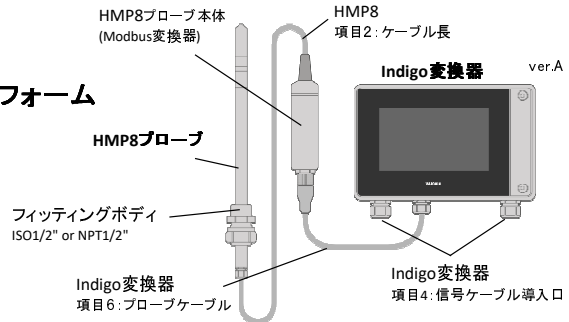 HMP8プローブ本体
(Modbus変換器)
HMP8
項目2：ケーブル長
Indigo変換器
ver.A
フォーム
HMP8プローブ
VAISALA
フィッティングボディ
ISO1/2" or NPT1/2"
Indigo変換器
項目6：プローブケーブル
Indigo変換器
項目4：信号ケーブル導入口